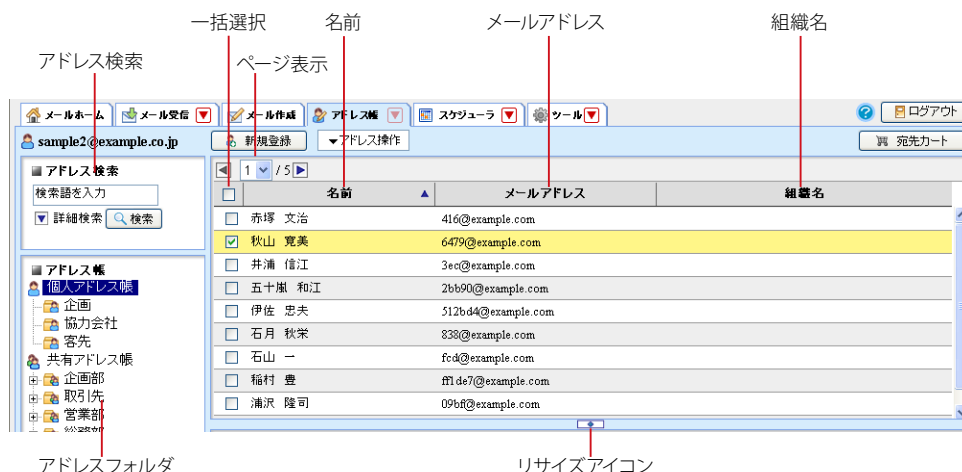 一括選択 名前 メールアドレス 組織名
アドレス検索 ページ表示
メールホーム メール受信 メール作成 アドレス帳 スケジューラ ツール ? ログアウト
sample2@example.co.jp 新規登録 ▼アドレス操作 宛先カート
アドレス検索 1 / 5
検索語を入力 名前 ▲ メールアドレス 組織名
詳細検索 検索
赤塚 文治 416@example.com
秋山 寛美 6479@example.com
アドレス帳 井浦 信江 3ec@example.com
個人アドレス帳 五十嵐 和江 2bb90@example.com
企画 伊佐 忠夫 512bd4@example.com
協力会社 石月 秋栄 838@example.com
客先 石山 一 fcd@example.com
共有アドレス帳
企画部 稲村 豊 ff1de7@example.com
取引先 浦沢 隆司 09bf@example.com
営業部
総務部
アドレスフォルダ リサイズアイコン